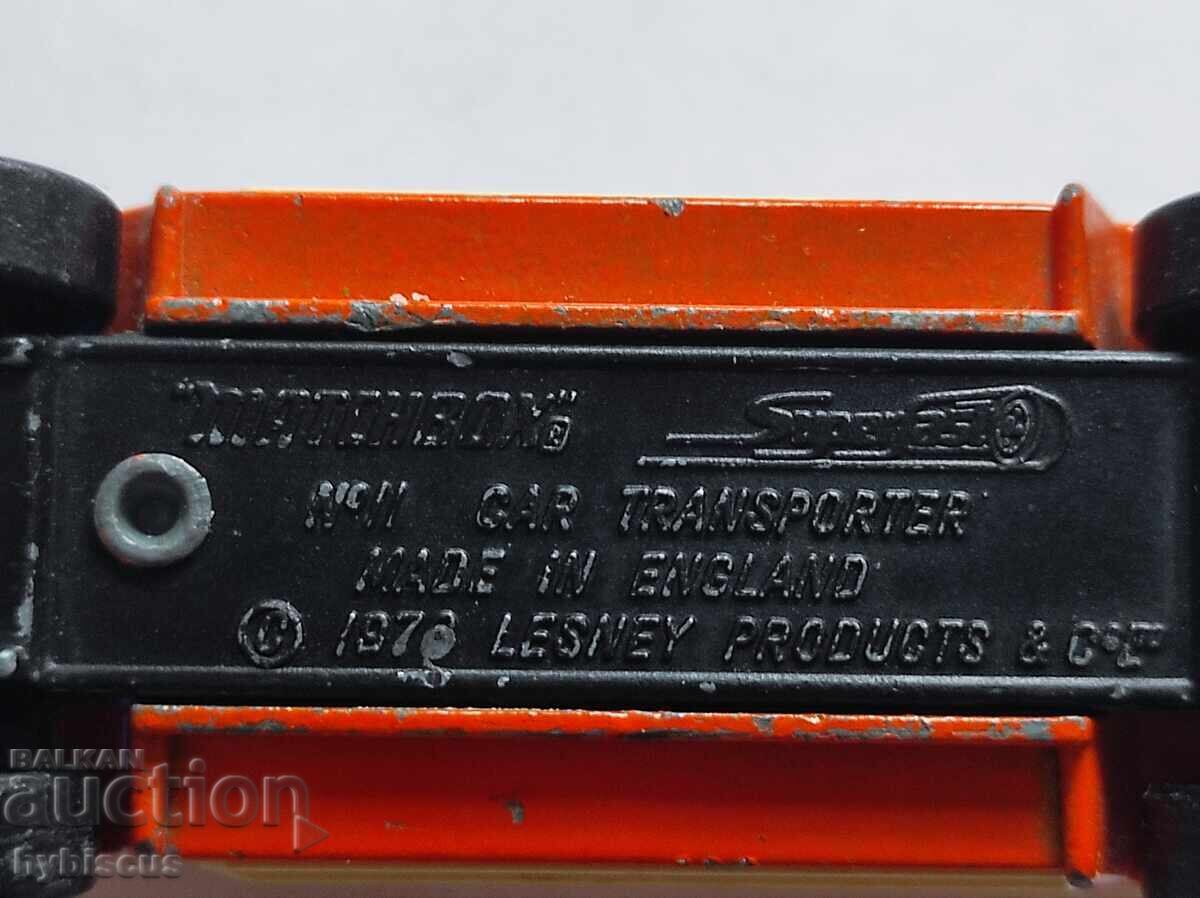 "MATCHBOX"®
Superfast
Nº11 CAR TRANSPORTER
MADE IN ENGLAND
© 1976 LESNEY PRODUCTS & Cº Lᵀᴰ
BALKAN
auction
hybiscus